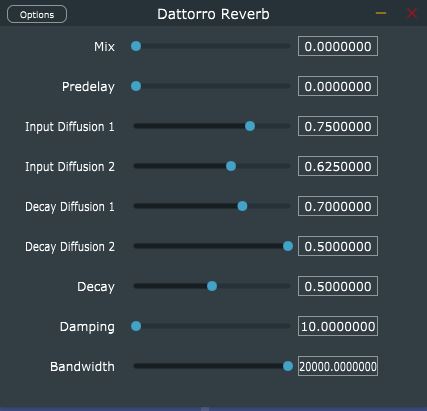 Options Dattorro Reverb
Mix 0.0000000
Predelay 0.0000000
Input Diffusion 1 0.7500000
Input Diffusion 2 0.6250000
Decay Diffusion 1 0.7000000
Decay Diffusion 2 0.5000000
Decay 0.5000000
Damping 10.0000000
Bandwidth 20000.0000000